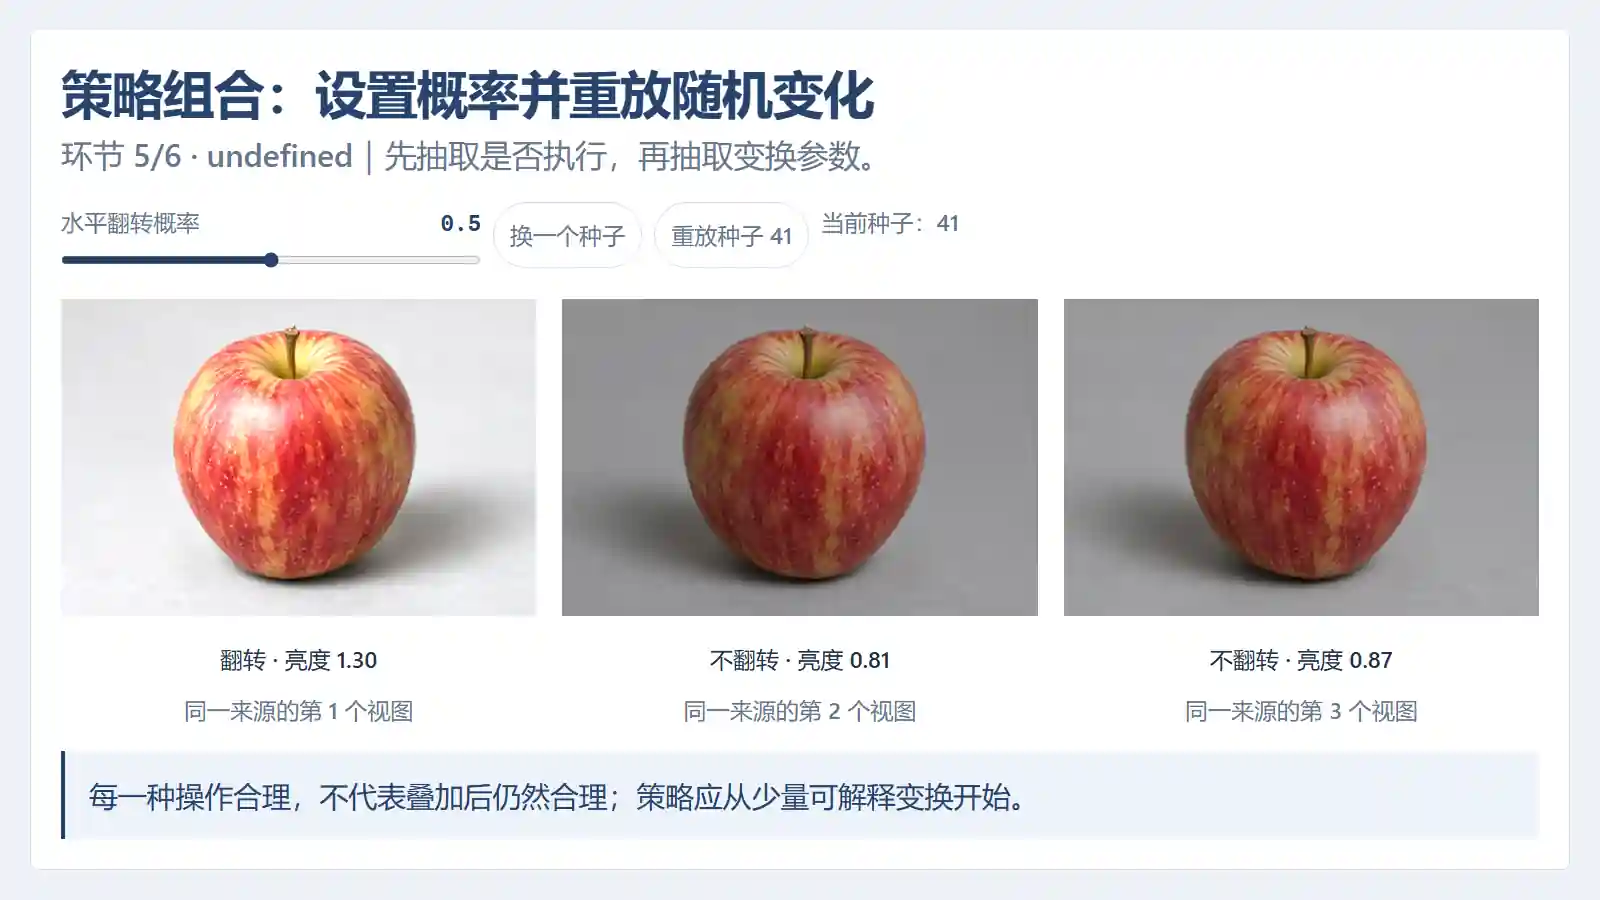 策略组合：设置概率并重放随机变化
环节 5/6 · undefined｜先抽取是否执行，再抽取变换参数。
水平翻转概率 0.5 换一个种子 重放种子 41 当前种子：41
翻转 · 亮度 1.30 不翻转 · 亮度 0.81 不翻转 · 亮度 0.87
同一来源的第 1 个视图 同一来源的第 2 个视图 同一来源的第 3 个视图
每一种操作合理，不代表叠加后仍然合理；策略应从少量可解释变换开始。